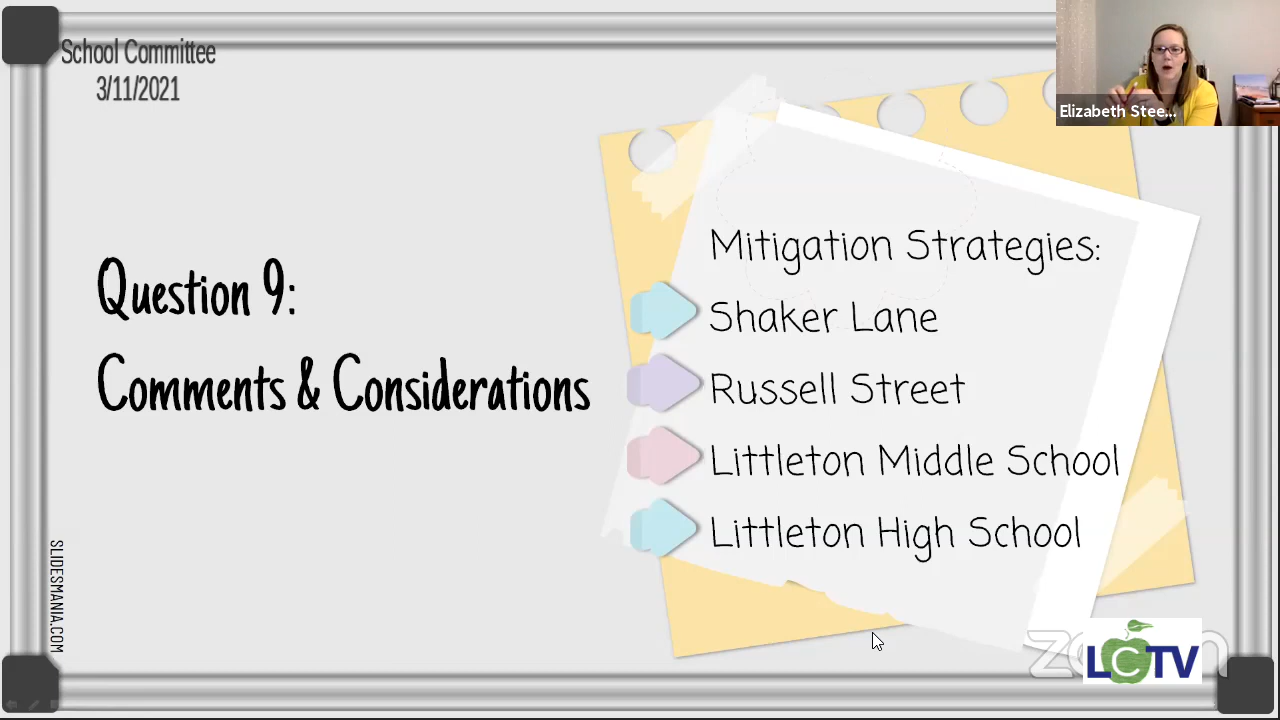 School Committee
3/11/2021
Elizabeth Stee...
Question 9:
Comments & Considerations
Mitigation Strategies:
Shaker Lane
Russell Street
Littleton Middle School
Littleton High School
SLIDESMANIA.COM
zoom
LCTV